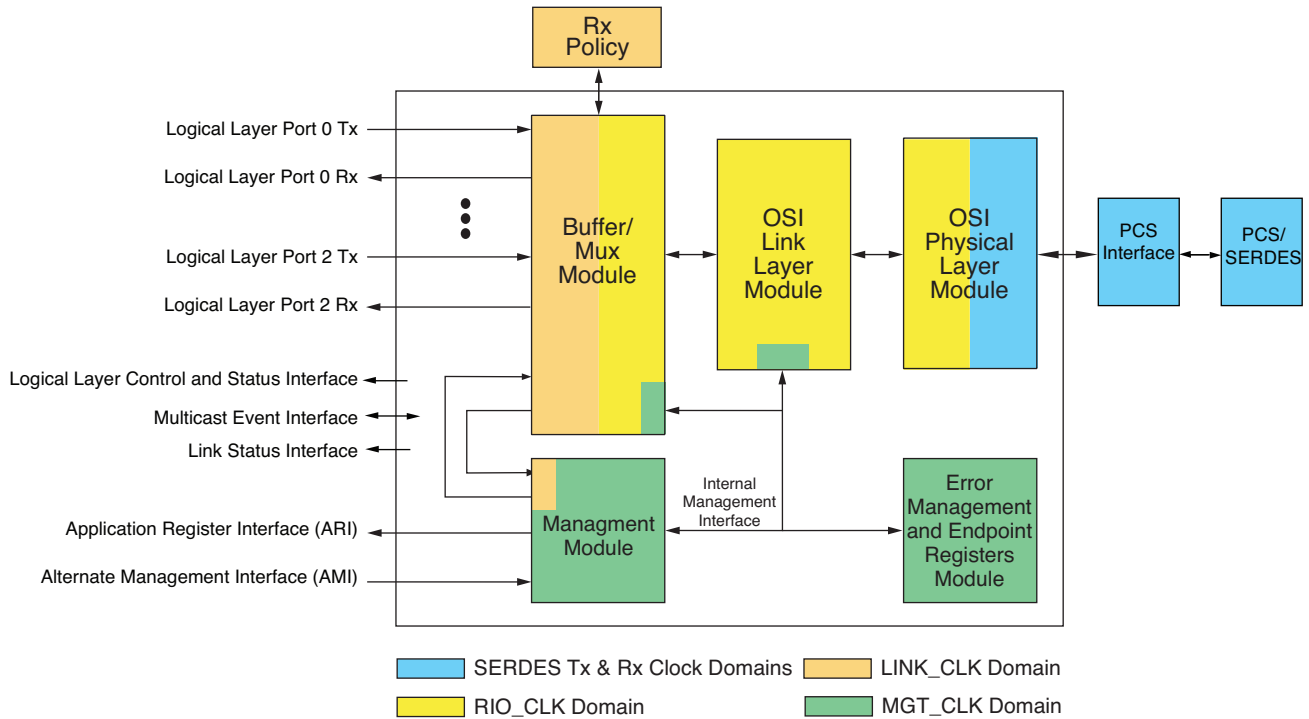 Rx
Policy
Logical Layer Port 0 Tx
Logical Layer Port 0 Rx
Logical Layer Port 2 Tx
Logical Layer Port 2 Rx
Logical Layer Control and Status Interface
Multicast Event Interface
Link Status Interface
Application Register Interface (ARI)
Alternate Management Interface (AMI)
Buffer/
Mux
Module
OSI
Link
Layer
Module
OSI
Physical
Layer
Module
PCS
Interface
PCS/
SERDES
Managment
Module
Internal
Management
Interface
Error
Management
and Endpoint
Registers
Module
SERDES Tx & Rx Clock Domains
LINK_CLK Domain
RIO_CLK Domain
MGT_CLK Domain